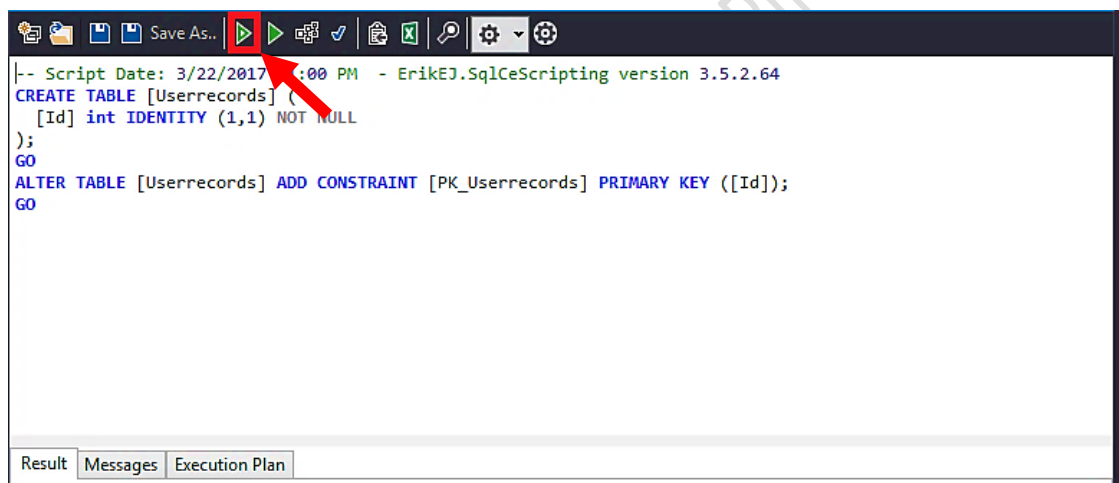 Save As..
-- Script Date: 3/22/2017 :00 PM - ErikEJ.SqlCeScripting version 3.5.2.64
CREATE TABLE [Userrecords] (
[Id] int IDENTITY (1,1) NOT NULL
);
GO
ALTER TABLE [Userrecords] ADD CONSTRAINT [PK_Userrecords] PRIMARY KEY ([Id]);
GO
Result Messages Execution Plan